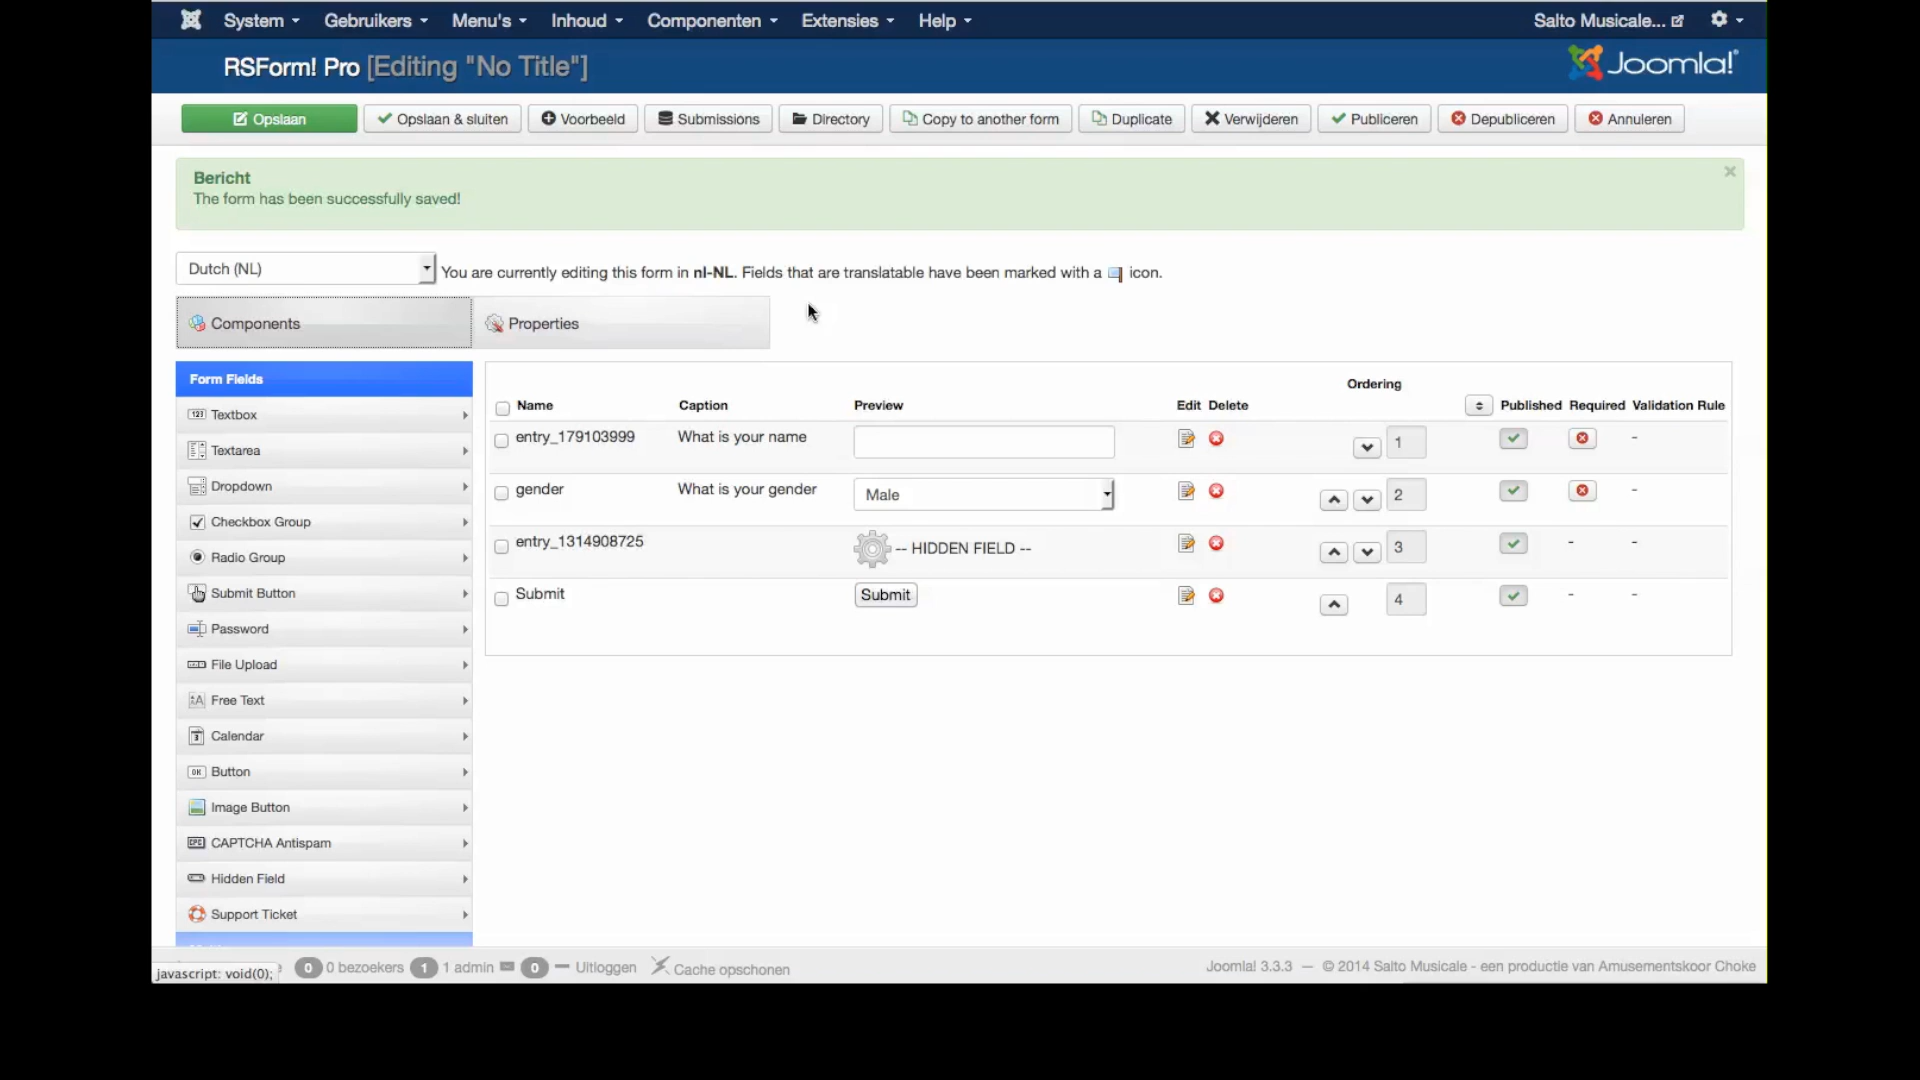 System Gebruikers Menu's Inhoud Componenten Extensies Help Salto Musicale...
RSForm! Pro [Editing "No Title"] Joomla!
Opslaan Opslaan & sluiten Voorbeeld Submissions Directory Copy to another form Duplicate Verwijderen Publiceren Depubliceren Annuleren
Bericht
The form has been successfully saved!
Dutch (NL) You are currently editing this form in nl-NL. Fields that are translatable have been marked with a icon.
Components Properties
Form Fields
Textbox
Textarea
Dropdown
Checkbox Group
Radio Group
Submit Button
Password
File Upload
Free Text
Calendar
Button
Image Button
CAPTCHA Antispam
Hidden Field
Support Ticket
Ordering
Name Caption Preview Edit Delete Published Required Validation Rule
entry_179103999 What is your name 1 -
gender What is your gender Male 2 -
entry_1314908725 -- HIDDEN FIELD -- 3 - -
Submit Submit 4 - -
javascript: void(0); 0 0 bezoekers 1 1 admin 0 Uitloggen Cache opschonen
Joomla! 3.3.3 — © 2014 Salto Musicale - een productie van Amusementskoor Choke